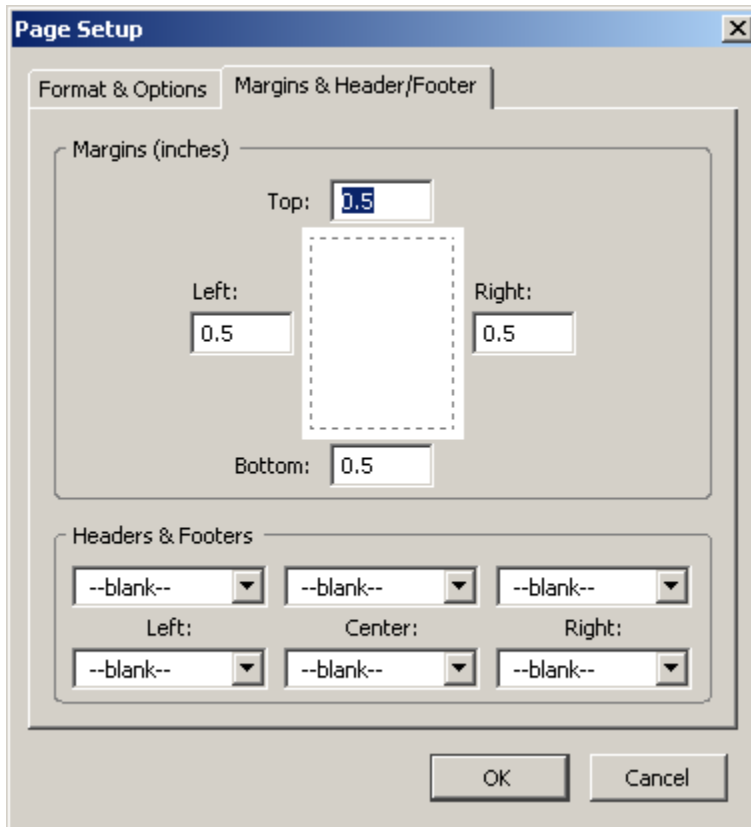 Page Setup
Format & Options
Margins & Header/Footer
Margins (inches)
Top:
0.5
Left:
0.5
Right:
0.5
Bottom:
0.5
Headers & Footers
--blank-- --blank-- --blank--
Left: Center: Right:
--blank-- --blank-- --blank--
OK Cancel